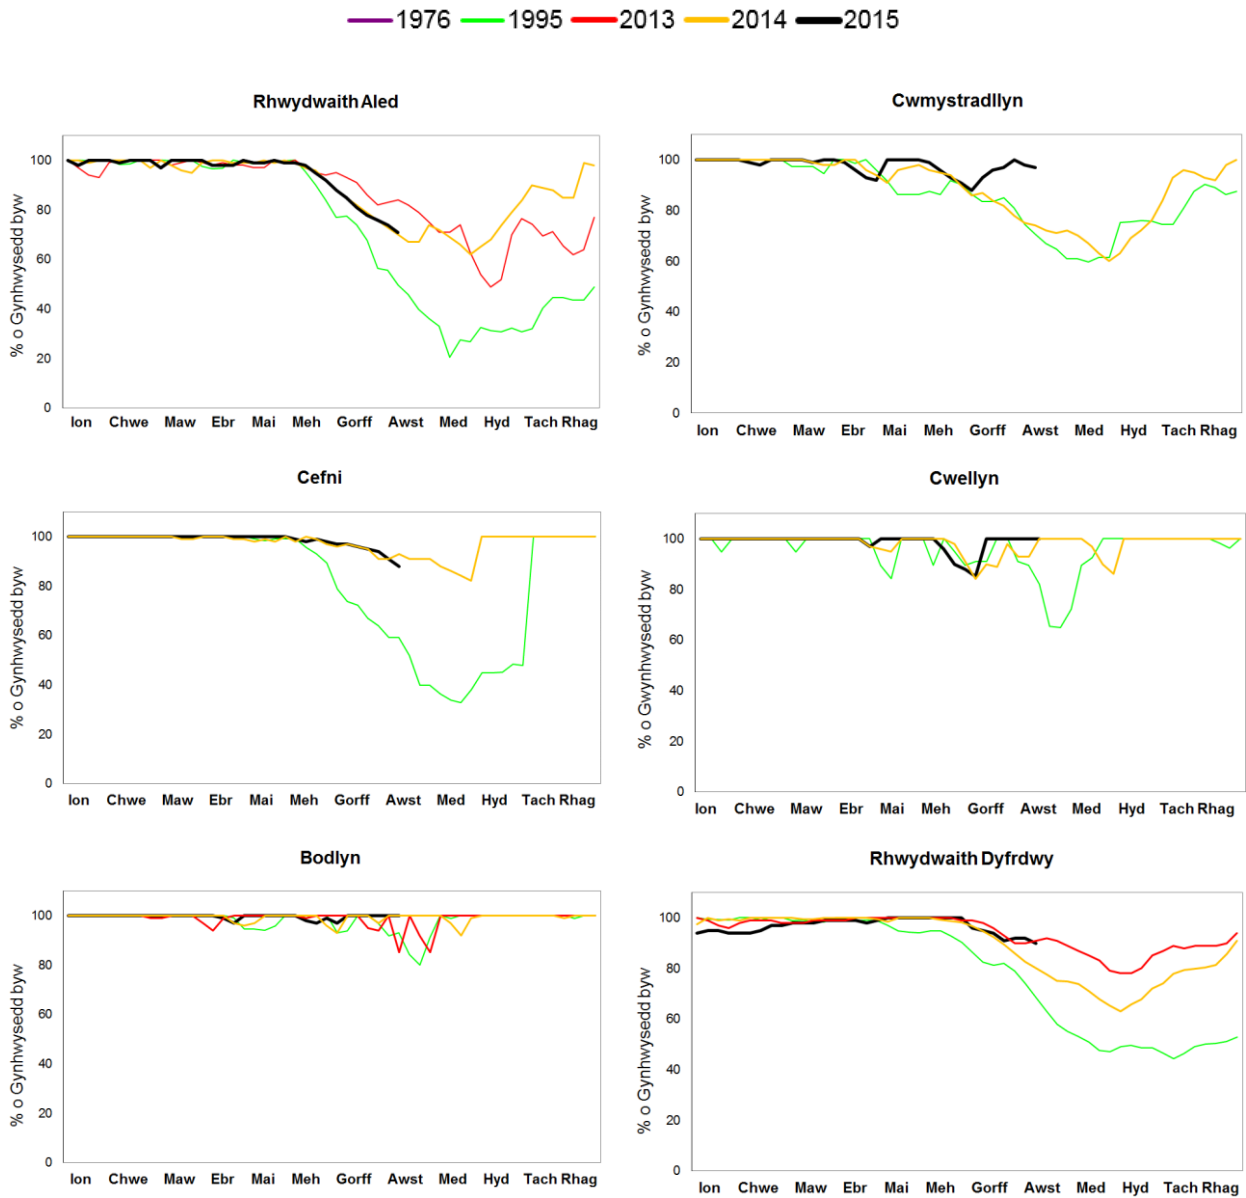 1976 1995 2013 2014 2015
Rhwydwaith Aled
% o Gynhwysedd byw
100
80
60
40
20
0
Ion Chwe Maw Ebr Mai Meh Gorff Awst Med Hyd Tach Rhag
Cwmystradllyn
% o Gynhwysedd byw
100
80
60
40
20
0
Ion Chwe Maw Ebr Mai Meh Gorff Awst Med Hyd Tach Rhag
Cefni
% o Gynhwysedd byw
100
80
60
40
20
0
Ion Chwe Maw Ebr Mai Meh Gorff Awst Med Hyd Tach Rhag
Cwellyn
% o Gwynhwysedd byw
100
80
60
40
20
0
Ion Chwe Maw Ebr Mai Meh Gorff Awst Med Hyd Tach Rhag
Bodlyn
% o Gynhwysedd byw
100
80
60
40
20
0
Ion Chwe Maw Ebr Mai Meh Gorff Awst Med Hyd Tach Rhag
Rhwydwaith Dyfrdwy
% o Gynhwysedd byw
100
80
60
40
20
0
Ion Chwe Maw Ebr Mai Meh Gorff Awst Med Hyd Tach Rhag